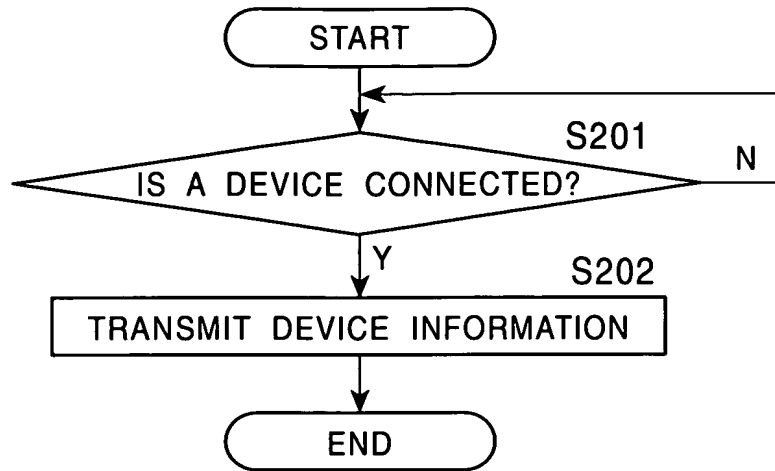 START
S201
IS A DEVICE CONNECTED?
N
Y
S202
TRANSMIT DEVICE INFORMATION
END